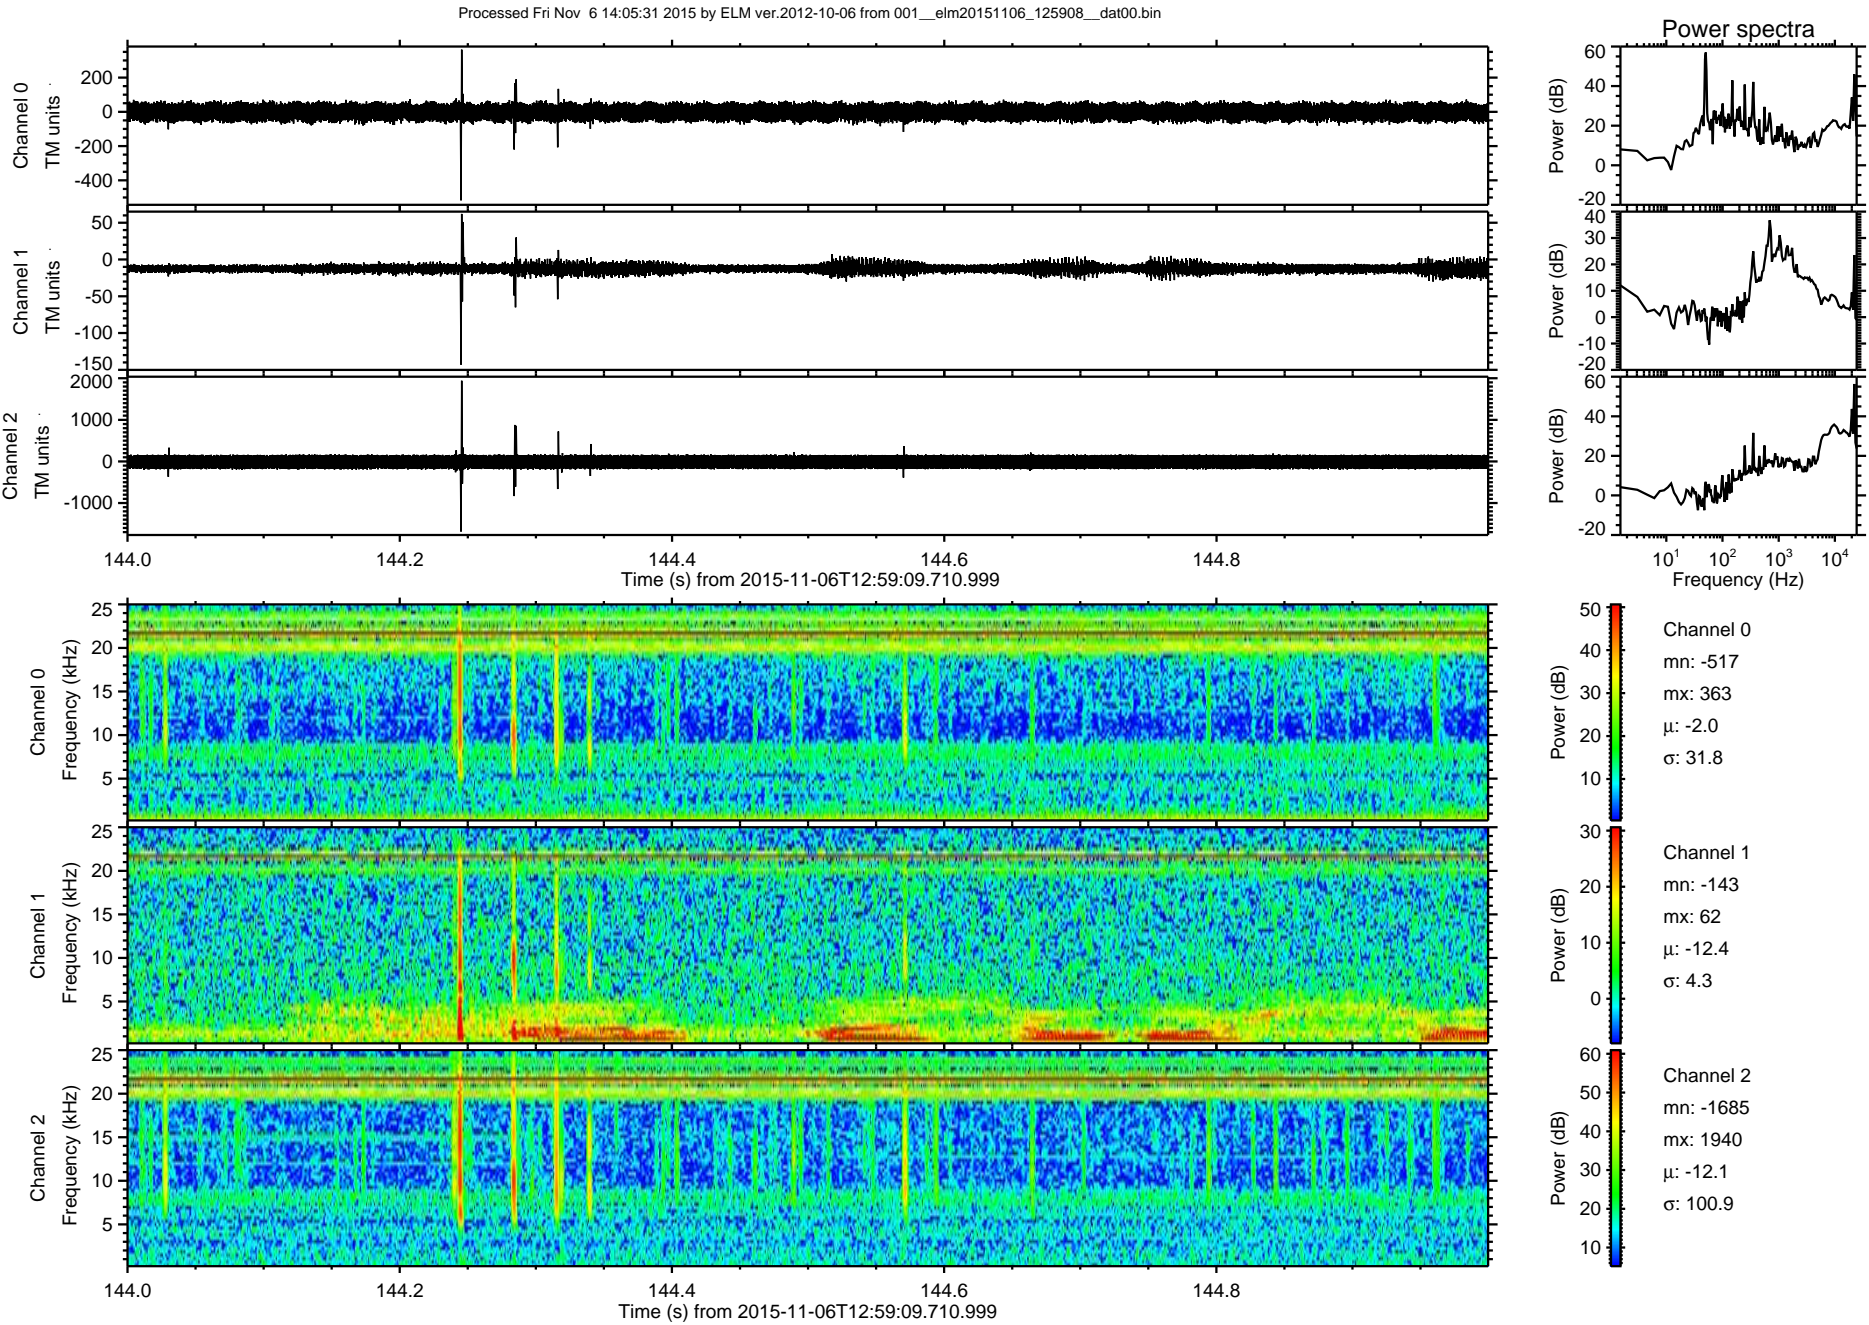 Processed Fri Nov  6 14:05:31 2015 by ELM ver.2012-10-06 from 001__elm20151106_125908__dat00.bin
Power spectra
Channel 0
TM units
200
0
-200
-400
Power (dB)
60
40
20
0
-20
Channel 1
TM units
50
0
-50
-100
-150
Power (dB)
40
30
20
10
0
-10
-20
Channel 2
TM units
2000
1000
0
-1000
Power (dB)
60
40
20
0
-20
144.0 144.2 144.4 144.6 144.8
Time (s) from 2015-11-06T12:59:09.710.999
10^1 10^2 10^3 10^4
Frequency (Hz)
Channel 0
Frequency (kHz)
25
20
15
10
5
Power (dB)
50
40
30
20
10
Channel 0
mn: -517
mx: 363
μ: -2.0
σ: 31.8
Channel 1
Frequency (kHz)
25
20
15
10
5
Power (dB)
30
20
10
0
Channel 1
mn: -143
mx: 62
μ: -12.4
σ: 4.3
Channel 2
Frequency (kHz)
25
20
15
10
5
Power (dB)
60
50
40
30
20
10
Channel 2
mn: -1685
mx: 1940
μ: -12.1
σ: 100.9
144.0 144.2 144.4 144.6 144.8
Time (s) from 2015-11-06T12:59:09.710.999